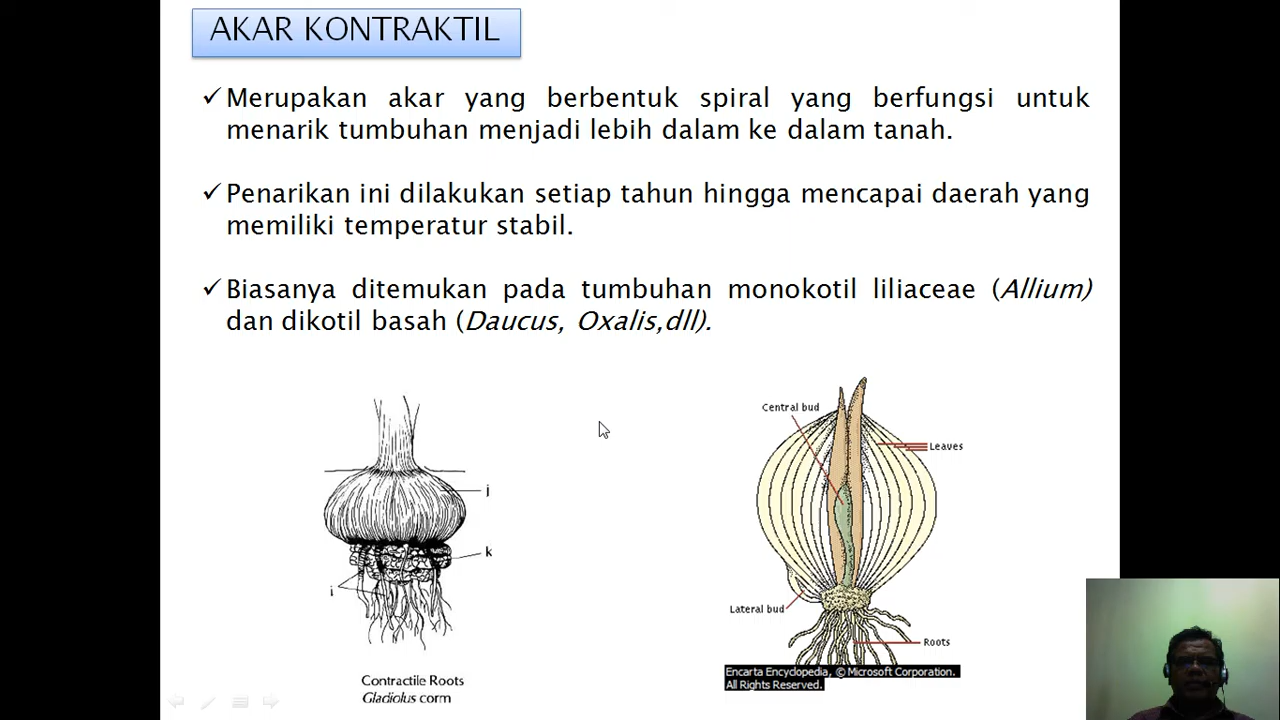 AKAR KONTRAKTIL
✓ Merupakan akar yang berbentuk spiral yang berfungsi untuk
menarik tumbuhan menjadi lebih dalam ke dalam tanah.
✓ Penarikan ini dilakukan setiap tahun hingga mencapai daerah yang
memiliki temperatur stabil.
✓ Biasanya ditemukan pada tumbuhan monokotil liliaceae (Allium)
dan dikotil basah (Daucus, Oxalis,dll).
j
k
i
Contractile Roots
Gladiolus corm
Central bud
Leaves
Lateral bud
Roots
Encarta Encyclopedia, © Microsoft Corporation.
All Rights Reserved.